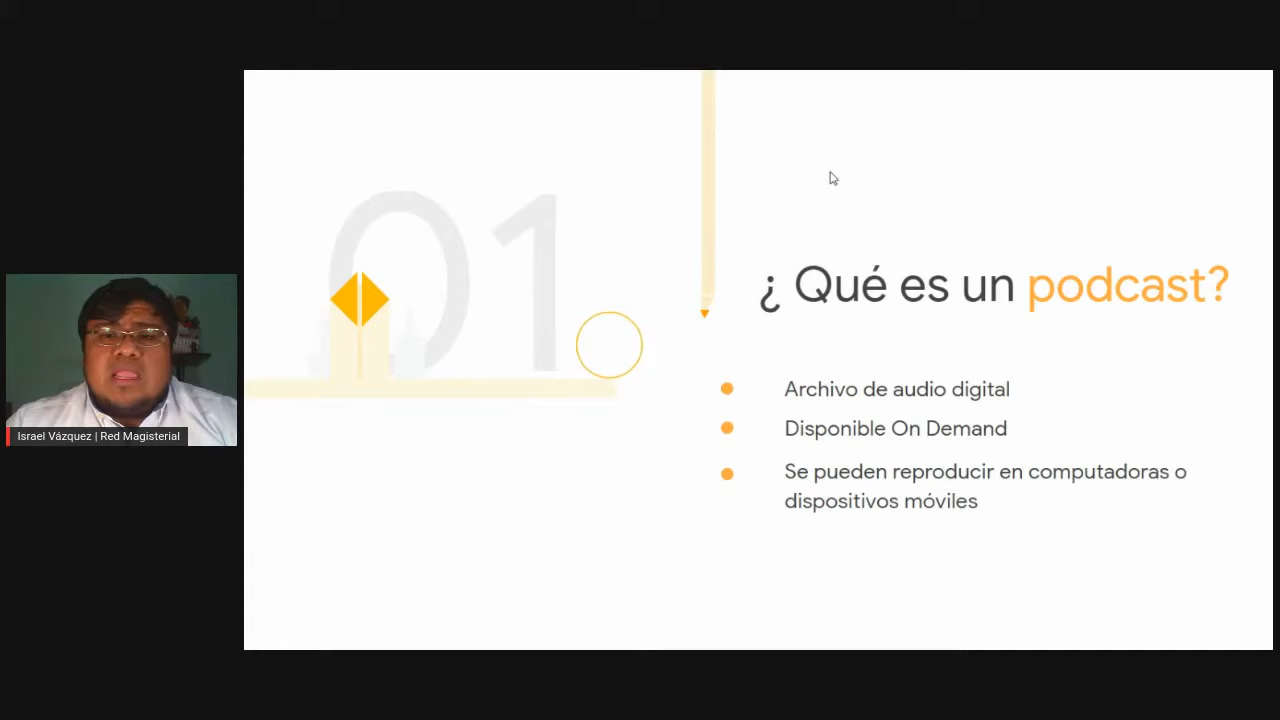 01
¿ Qué es un podcast?
Archivo de audio digital
Disponible On Demand
Se pueden reproducir en computadoras o
dispositivos móviles
Israel Vázquez | Red Magisterial